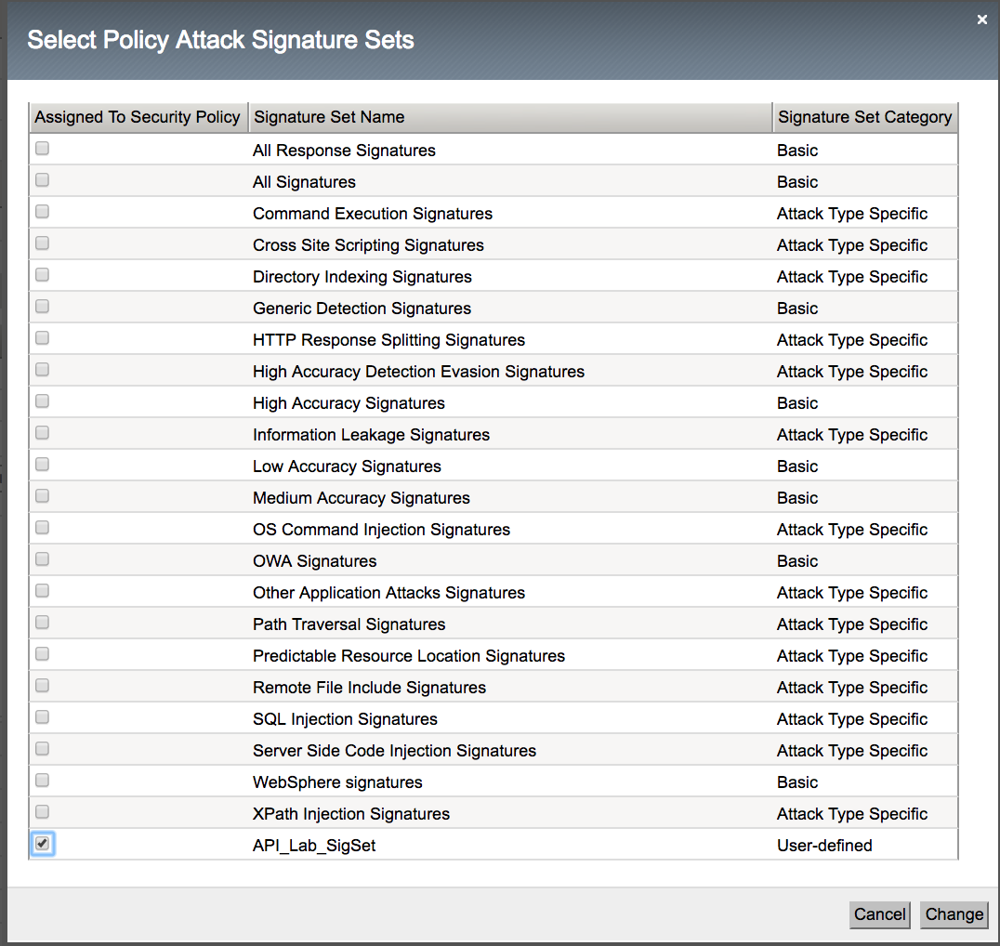 Select Policy Attack Signature Sets
×
Assigned To Security Policy Signature Set Name Signature Set Category
All Response Signatures Basic
All Signatures Basic
Command Execution Signatures Attack Type Specific
Cross Site Scripting Signatures Attack Type Specific
Directory Indexing Signatures Attack Type Specific
Generic Detection Signatures Basic
HTTP Response Splitting Signatures Attack Type Specific
High Accuracy Detection Evasion Signatures Attack Type Specific
High Accuracy Signatures Basic
Information Leakage Signatures Attack Type Specific
Low Accuracy Signatures Basic
Medium Accuracy Signatures Basic
OS Command Injection Signatures Attack Type Specific
OWA Signatures Basic
Other Application Attacks Signatures Attack Type Specific
Path Traversal Signatures Attack Type Specific
Predictable Resource Location Signatures Attack Type Specific
Remote File Include Signatures Attack Type Specific
SQL Injection Signatures Attack Type Specific
Server Side Code Injection Signatures Attack Type Specific
WebSphere signatures Basic
XPath Injection Signatures Attack Type Specific
API_Lab_SigSet User-defined
Cancel Change